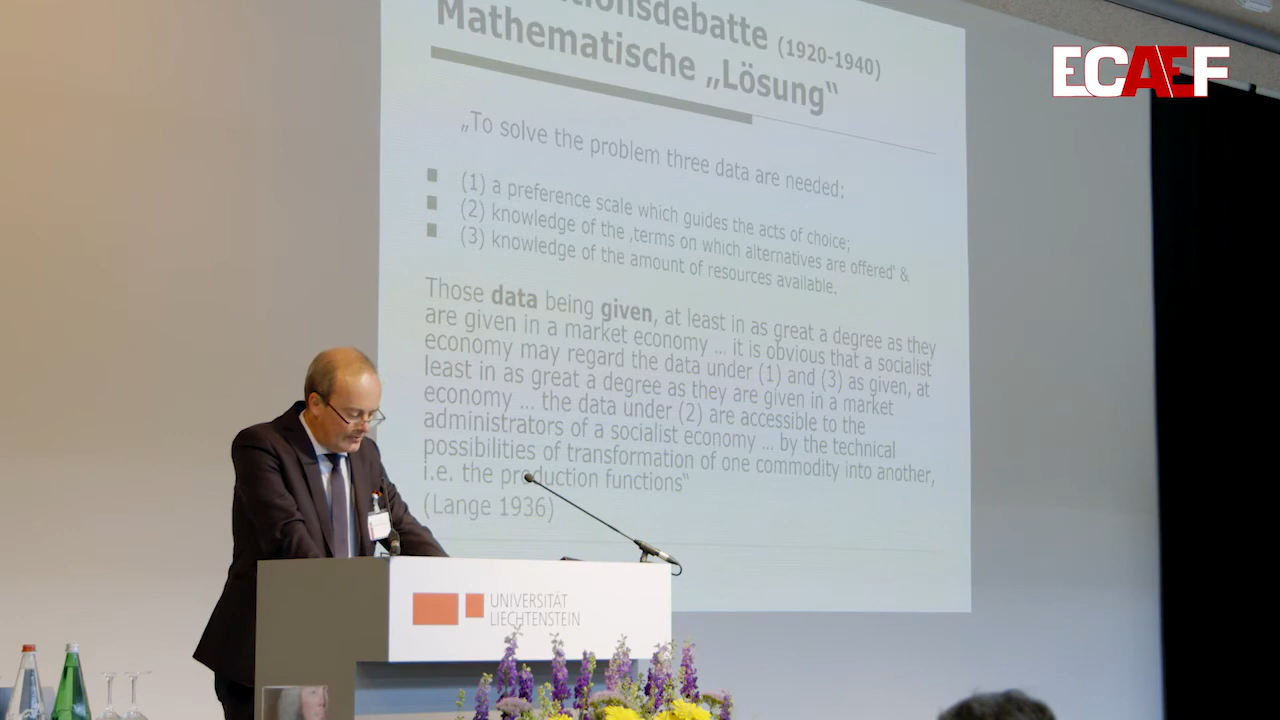 tionsdebatte (1920-1940)
Mathematische „Lösung“
„To solve the problem three data are needed:
(1) a preference scale which guides the acts of choice;
(2) knowledge of the ‚terms on which alternatives are offered‘ &
(3) knowledge of the amount of resources available.
Those data being given, at least in as great a degree as they
are given in a market economy ... it is obvious that a socialist
economy may regard the data under (1) and (3) as given, at
least in as great a degree as they are given in a market
economy ... the data under (2) are accessible to the
administrators of a socialist economy ... by the technical
possibilities of transformation of one commodity into another,
i.e. the production functions“
(Lange 1936)
ECAEF
UNIVERSITÄT
LIECHTENSTEIN